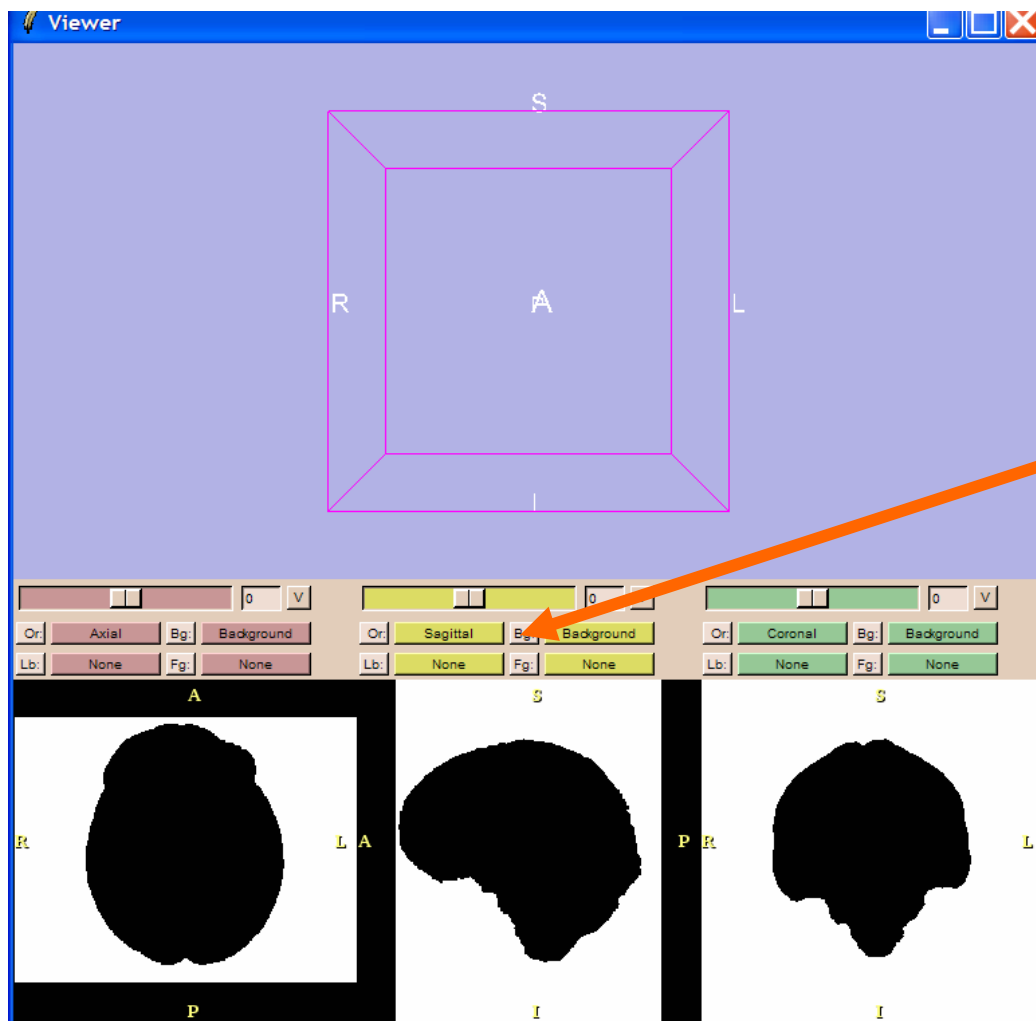 Viewer
S
R A L
I
0 V 0 0 V
Or: Axial Bg: Background Or: Sagittal Bg: Background Or: Coronal Bg: Background
Lb: None Fg: None Lb: None Fg: None Lb: None Fg: None
A S S
R L A P R L
P I I